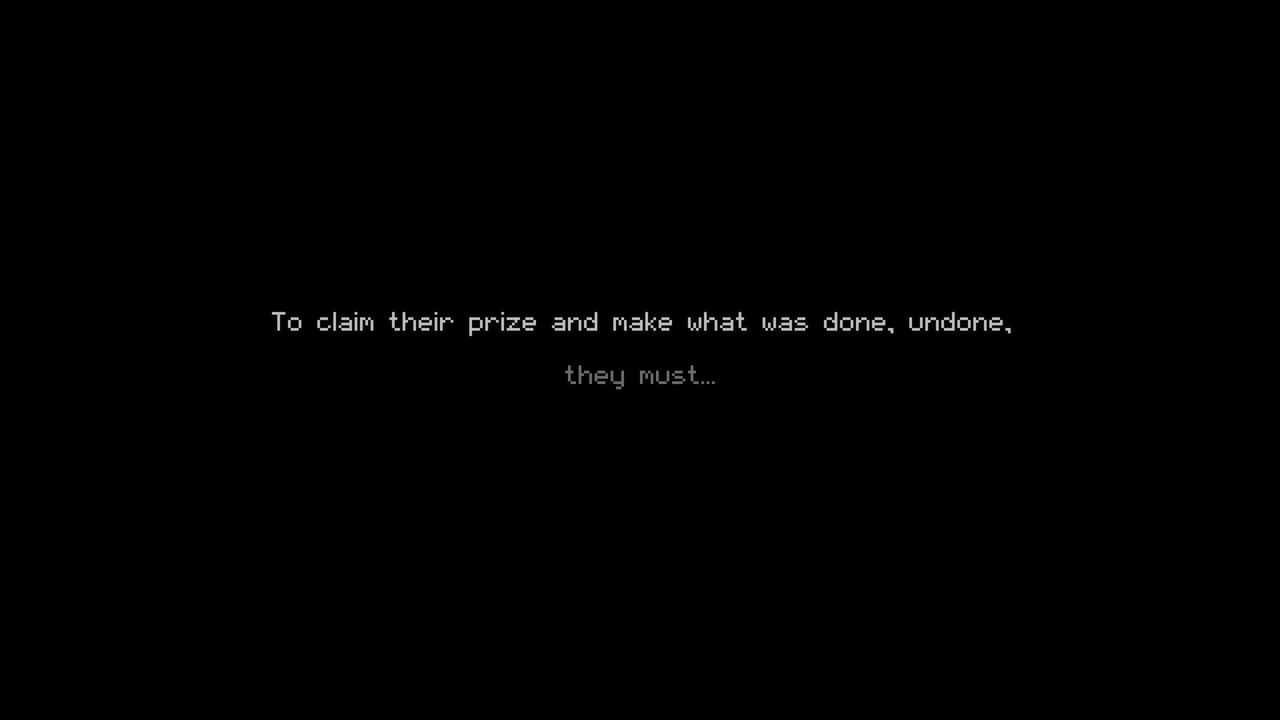 To claim their prize and make what was done, undone,
they must...